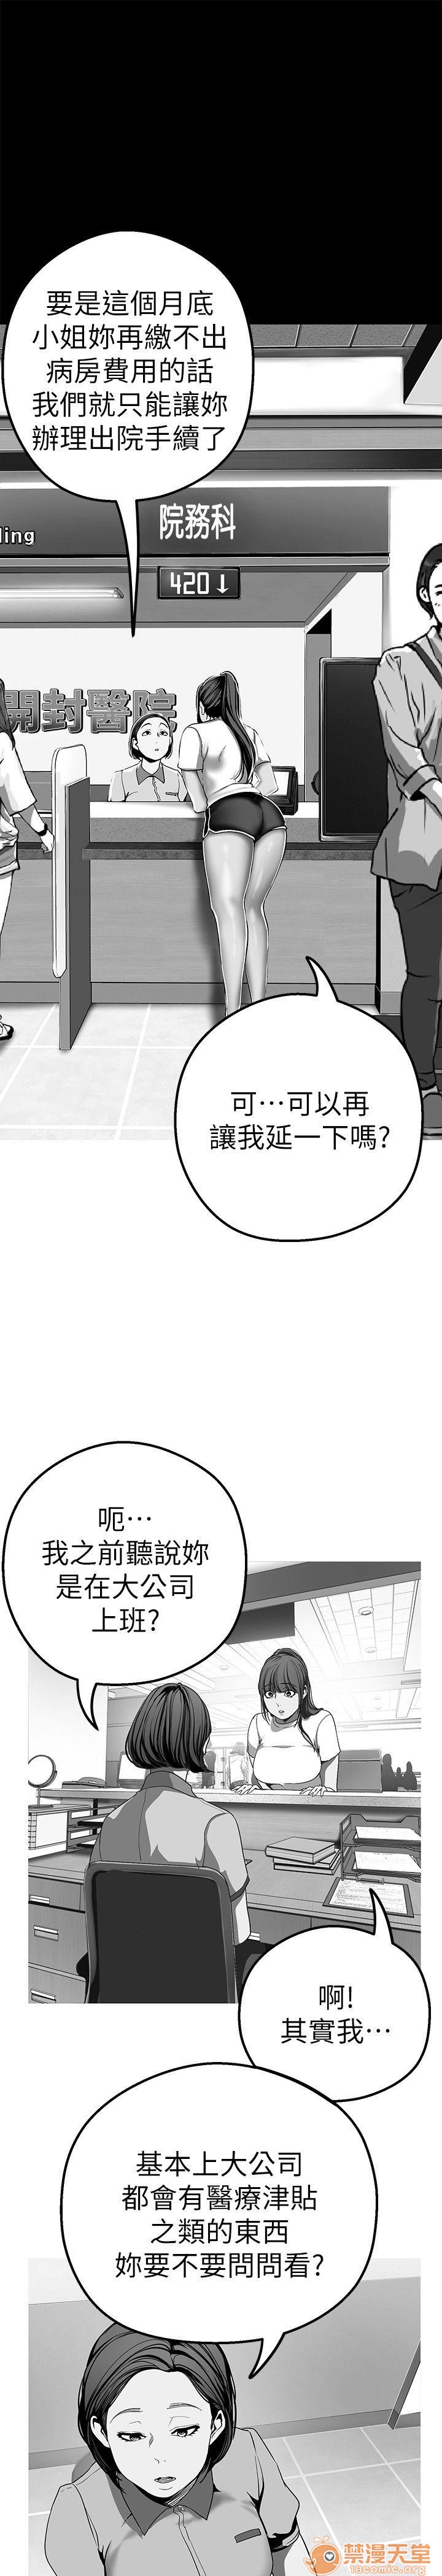 要是這個月底
小姐妳再繳不出
病房費用的話
我們就只能讓妳
辦理出院手續了
ling
院務科
420↓
開封醫院
可…可以再
讓我延一下嗎?
呃…
我之前聽說妳
是在大公司
上班?
啊!
其實我…
基本上大公司
都會有醫療津貼
之類的東西
妳要不要問問看?
禁漫天堂
18comic.org